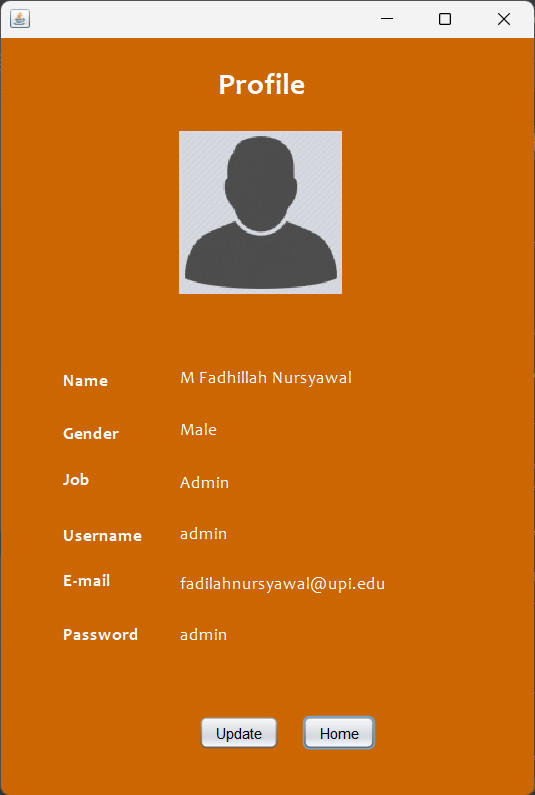 Profile
Name M Fadhillah Nursyawal
Gender Male
Job Admin
Username admin
E-mail fadilahnursyawal@upi.edu
Password admin
Update Home